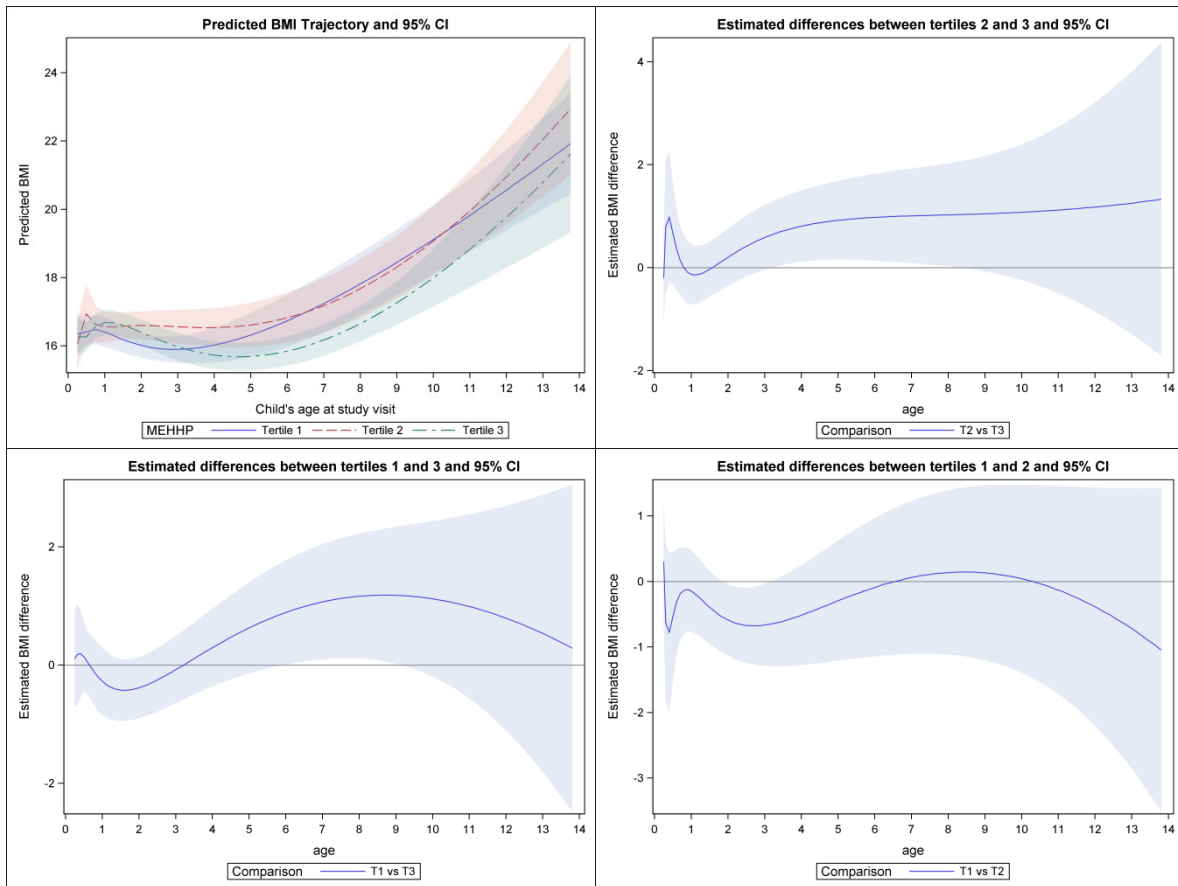 Predicted BMI Trajectory and 95% CI
Predicted BMI
24
22
20
18
16
0 1 2 3 4 5 6 7 8 9 10 11 12 13 14
Child's age at study visit
MEHHP Tertile 1 Tertile 2 Tertile 3
Estimated differences between tertiles 2 and 3 and 95% CI
Estimated BMI difference
4
2
0
-2
0 1 2 3 4 5 6 7 8 9 10 11 12 13 14
age
Comparison T2 vs T3
Estimated differences between tertiles 1 and 3 and 95% CI
Estimated BMI difference
2
0
-2
0 1 2 3 4 5 6 7 8 9 10 11 12 13 14
age
Comparison T1 vs T3
Estimated differences between tertiles 1 and 2 and 95% CI
Estimated BMI difference
1
0
-1
-2
-3
0 1 2 3 4 5 6 7 8 9 10 11 12 13 14
age
Comparison T1 vs T2